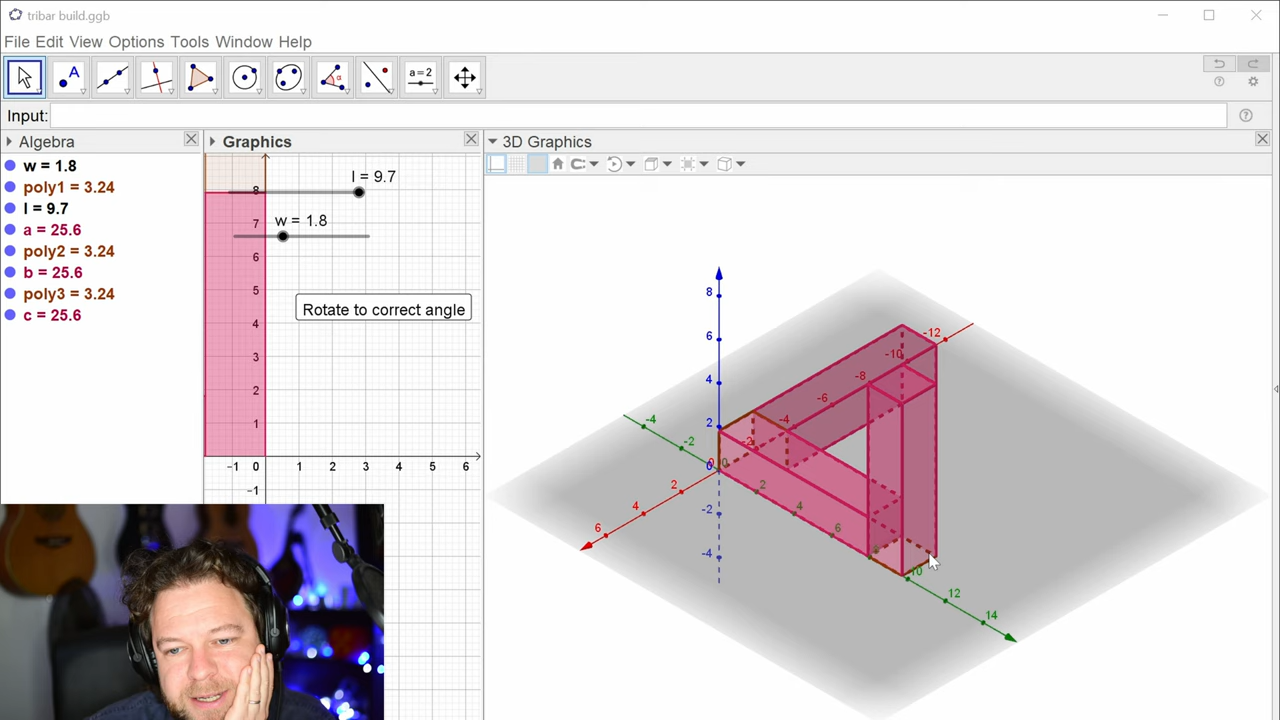 tribar build.ggb
File Edit View Options Tools Window Help
A
α
a = 2
Input:
Algebra
Graphics
3D Graphics
w = 1.8
poly1 = 3.24
l = 9.7
a = 25.6
poly2 = 3.24
b = 25.6
poly3 = 3.24
c = 25.6
l = 9.7
w = 1.8
Rotate to correct angle
8
7
6
5
4
3
2
1
-1 0 1 2 3 4 5 6
-1
8
6
4
2
0
-2
-4
-12
-10
-8
-6
-4
-2
0
2
4
6
-4
-2
0
2
4
6
8
10
12
14